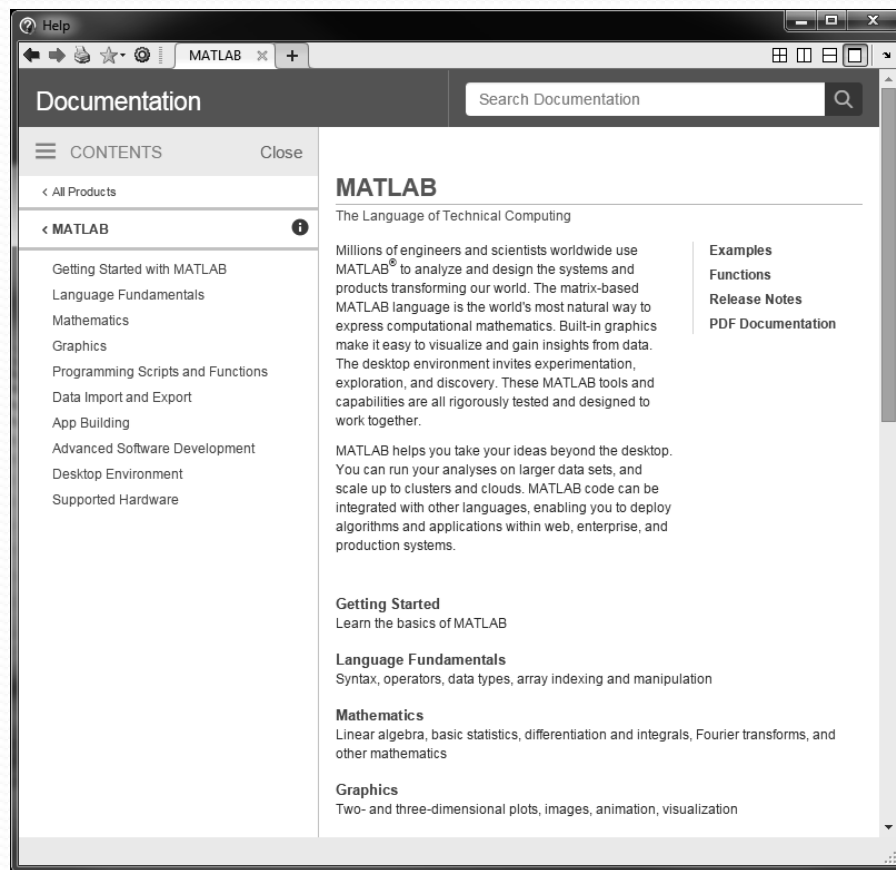 Help
MATLAB
Documentation
Search Documentation
CONTENTS Close
< All Products
< MATLAB
Getting Started with MATLAB
Language Fundamentals
Mathematics
Graphics
Programming Scripts and Functions
Data Import and Export
App Building
Advanced Software Development
Desktop Environment
Supported Hardware
MATLAB
The Language of Technical Computing
Millions of engineers and scientists worldwide use
MATLAB® to analyze and design the systems and
products transforming our world. The matrix-based
MATLAB language is the world's most natural way to
express computational mathematics. Built-in graphics
make it easy to visualize and gain insights from data.
The desktop environment invites experimentation,
exploration, and discovery. These MATLAB tools and
capabilities are all rigorously tested and designed to
work together.
MATLAB helps you take your ideas beyond the desktop.
You can run your analyses on larger data sets, and
scale up to clusters and clouds. MATLAB code can be
integrated with other languages, enabling you to deploy
algorithms and applications within web, enterprise, and
production systems.
Examples
Functions
Release Notes
PDF Documentation
Getting Started
Learn the basics of MATLAB
Language Fundamentals
Syntax, operators, data types, array indexing and manipulation
Mathematics
Linear algebra, basic statistics, differentiation and integrals, Fourier transforms, and
other mathematics
Graphics
Two- and three-dimensional plots, images, animation, visualization